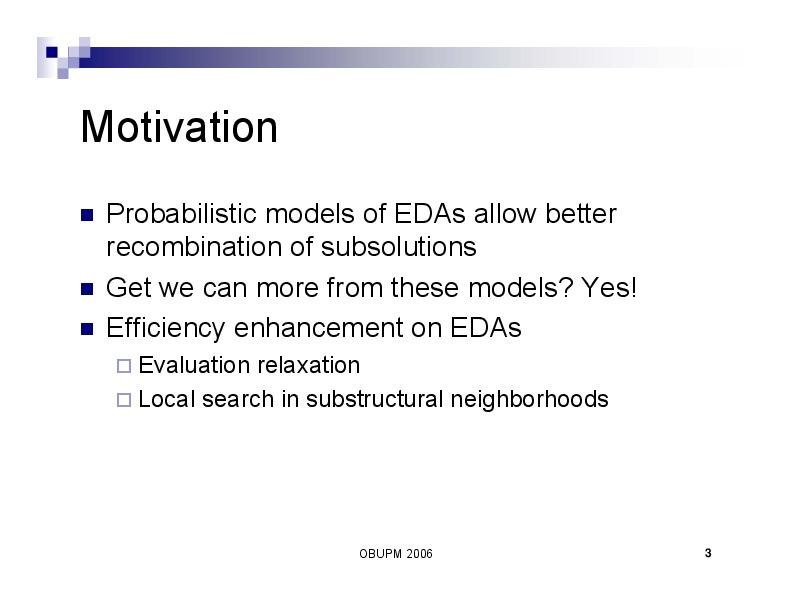 Motivation
Probabilistic models of EDAs allow better
recombination of subsolutions
Get we can more from these models? Yes!
Efficiency enhancement on EDAs
Evaluation relaxation
Local search in substructural neighborhoods
OBUPM 2006
3